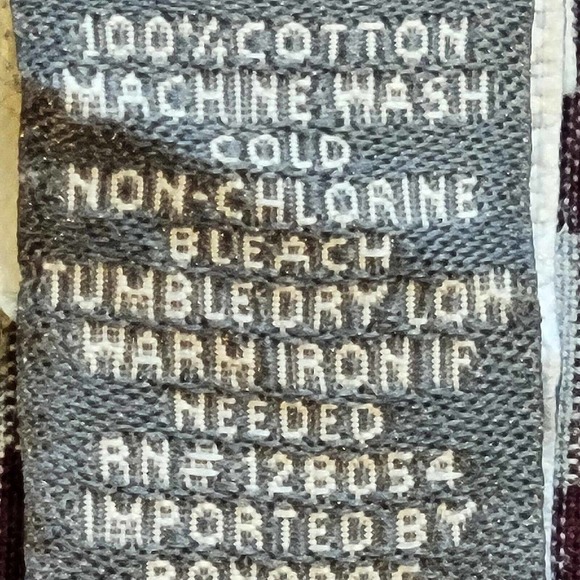 100% COTTON
MACHINE WASH
COLD
NON-CHLORINE
BLEACH
TUMBLE DRY LOW
WARM IRON IF
NEEDED
RN# 128054
IMPORTED BY